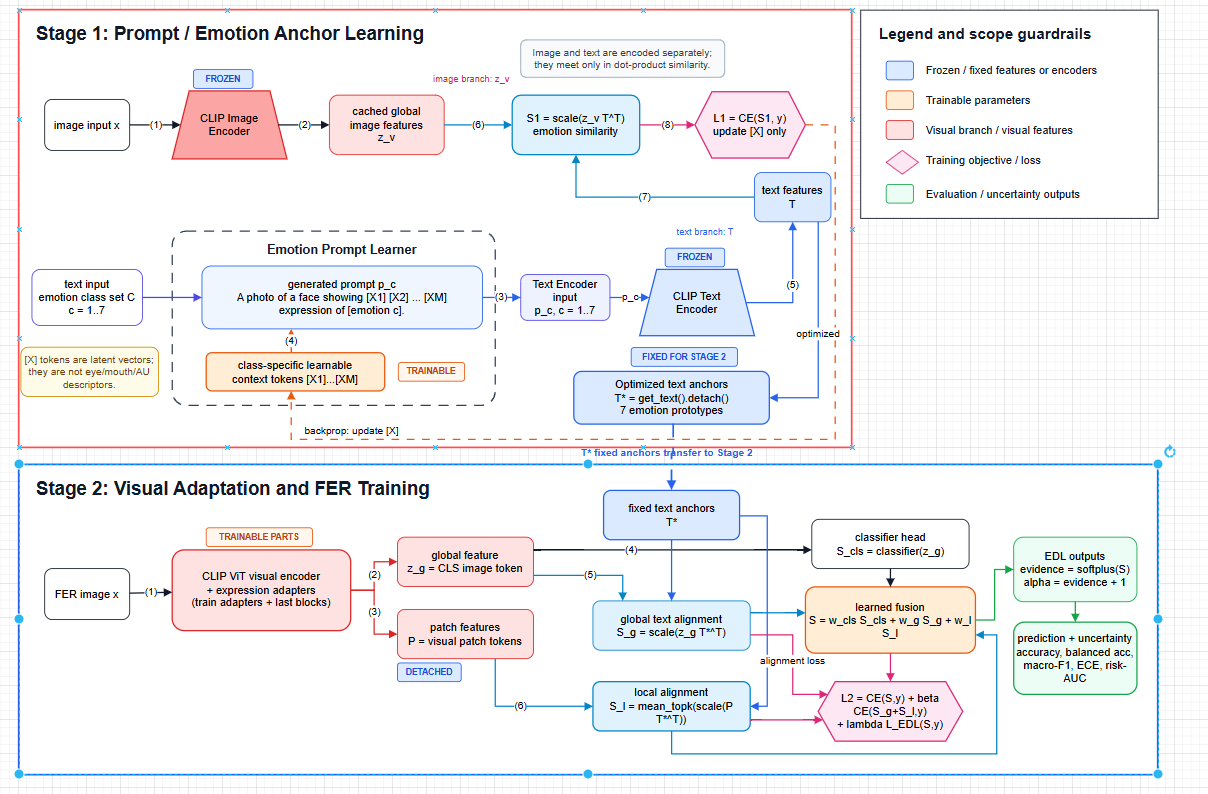 Stage 1: Prompt / Emotion Anchor Learning
Image and text are encoded separately;
they meet only in dot-product similarity.
FROZEN
image branch: z_v
image input x
(1)
CLIP Image
Encoder
(2)
cached global
image features
z_v
(6)
S1 = scale(z_v T^T)
emotion similarity
(8)
L1 = CE(S1, y)
update [X] only
(7)
text features
T
text branch: T
Emotion Prompt Learner
FROZEN
text input
emotion class set C
c = 1..7
generated prompt p_c
A photo of a face showing [X1] [X2] ... [XM]
expression of [emotion c].
(3)
Text Encoder
input
p_c, c = 1..7
p_c
CLIP Text
Encoder
(5)
optimized
(4)
[X] tokens are latent vectors;
they are not eye/mouth/AU
descriptors.
class-specific learnable
context tokens [X1]...[XM]
TRAINABLE
FIXED FOR STAGE 2
Optimized text anchors
T* = get_text().detach()
7 emotion prototypes
backprop: update [X]
T* fixed anchors transfer to Stage 2
Legend and scope guardrails
Frozen / fixed features or encoders
Trainable parameters
Visual branch / visual features
Training objective / loss
Evaluation / uncertainty outputs
Stage 2: Visual Adaptation and FER Training
fixed text anchors
T*
TRAINABLE PARTS
FER image x
(1)
CLIP ViT visual encoder
+ expression adapters
(train adapters + last blocks)
(2)
(3)
global feature
z_g = CLS image token
(4)
(5)
patch features
P = visual patch tokens
DETACHED
(6)
classifier head
S_cls = classifier(z_g)
global text alignment
S_g = scale(z_g T*^T)
learned fusion
S = w_cls S_cls + w_g S_g + w_l
S_l
alignment loss
local alignment
S_l = mean_topk(scale(P
T*^T))
L2 = CE(S,y) + beta
CE(S_g+S_l,y)
+ lambda L_EDL(S,y)
EDL outputs
evidence = softplus(S)
alpha = evidence + 1
prediction + uncertainty
accuracy, balanced acc,
macro-F1, ECE, risk-
AUC